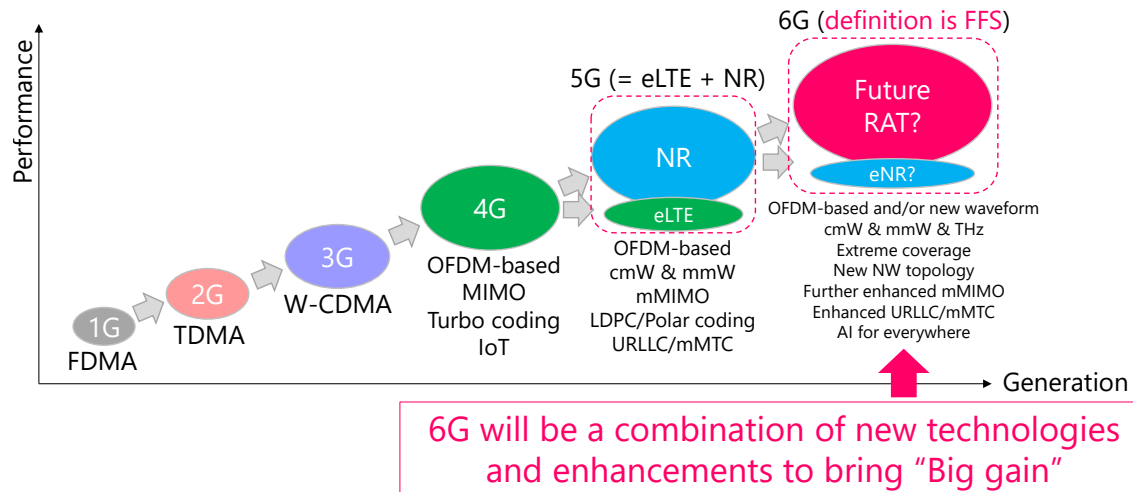 Performance
Generation
1G
FDMA
2G
TDMA
3G
W-CDMA
4G
OFDM-based
MIMO
Turbo coding
IoT
5G (= eLTE + NR)
NR
eLTE
OFDM-based
cmW & mmW
mMIMO
LDPC/Polar coding
URLLC/mMTC
6G (definition is FFS)
Future
RAT?
eNR?
OFDM-based and/or new waveform
cmW & mmW & THz
Extreme coverage
New NW topology
Further enhanced mMIMO
Enhanced URLLC/mMTC
AI for everywhere
6G will be a combination of new technologies
and enhancements to bring “Big gain”